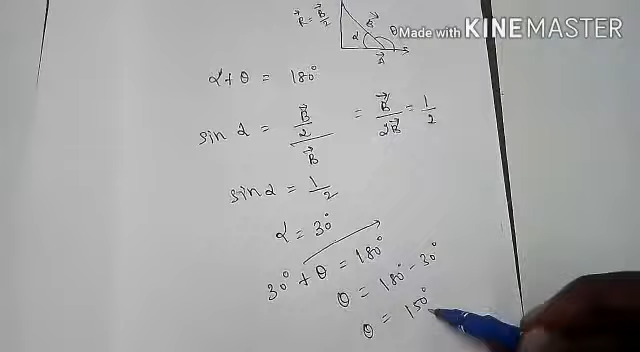 R⃗ = B⃗/2
B⃗
α θ
A⃗
Made with KINEMASTER
α + θ = 180°
sin α = (B⃗/2)/B⃗ = B⃗/2B⃗ = 1/2
sin α = 1/2
α = 30°
30° + θ = 180°
θ = 180° - 30°
θ = 150°